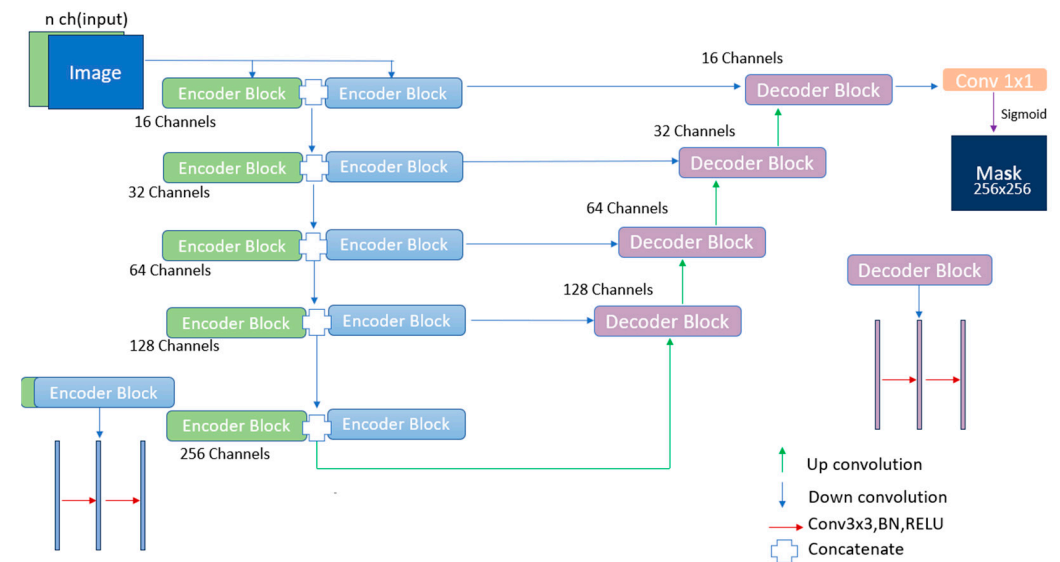 n ch(input)
Image
16 Channels
Encoder Block
Encoder Block
Decoder Block
Conv 1x1
16 Channels
Sigmoid
32 Channels
Encoder Block
Encoder Block
Decoder Block
Mask
256x256
32 Channels
64 Channels
Encoder Block
Encoder Block
Decoder Block
64 Channels
Decoder Block
128 Channels
Encoder Block
Encoder Block
Decoder Block
128 Channels
Encoder Block
Encoder Block
Encoder Block
256 Channels
Up convolution
Down convolution
Conv3x3,BN,RELU
Concatenate